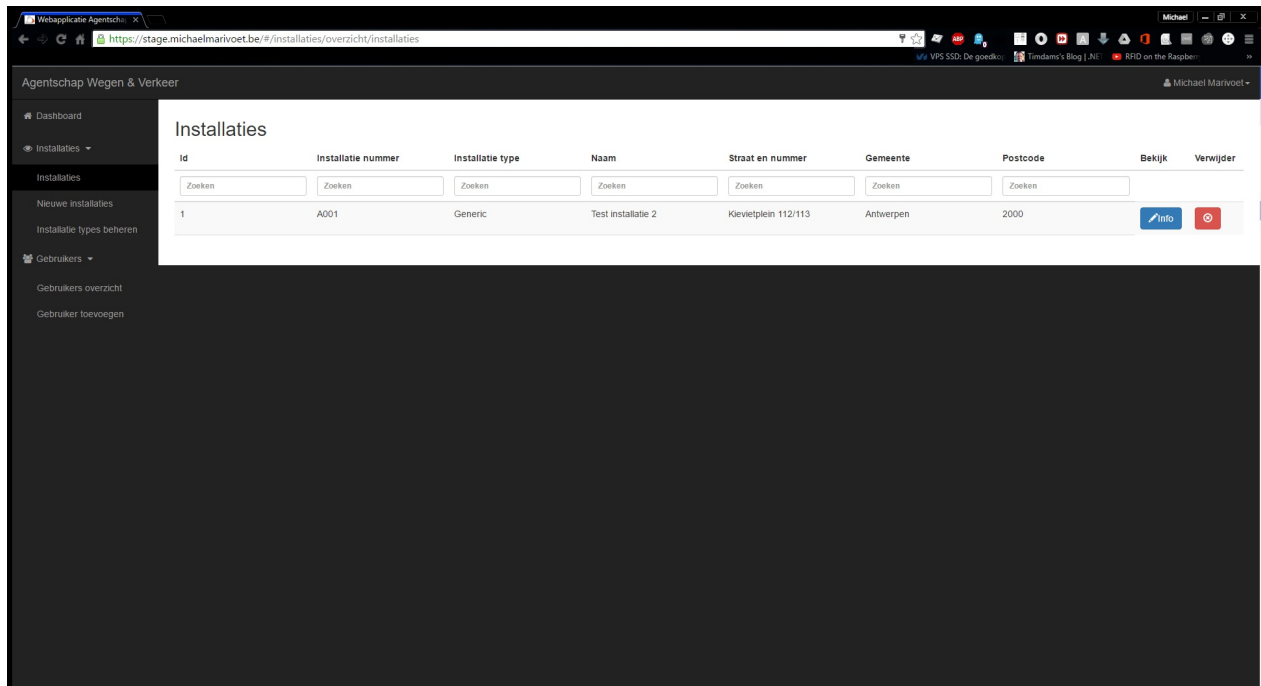 Webapplicatie Agentscha
Michael
https://stage.michaelmarivoet.be/#/installaties/overzicht/installaties
ABP
VPS SSD: De goedkop
Timdams's Blog | .NET
RFID on the Raspberr
»
Agentschap Wegen & Verkeer
Michael Marivoet
Dashboard
Installaties
Installaties
Nieuwe installaties
Installatie types beheren
Gebruikers
Gebruikers overzicht
Gebruiker toevoegen
Installaties
Id Installatie nummer Installatie type Naam Straat en nummer Gemeente Postcode Bekijk Verwijder
Zoeken Zoeken Zoeken Zoeken Zoeken Zoeken Zoeken
1 A001 Generic Test installatie 2 Kievietplein 112/113 Antwerpen 2000 Info